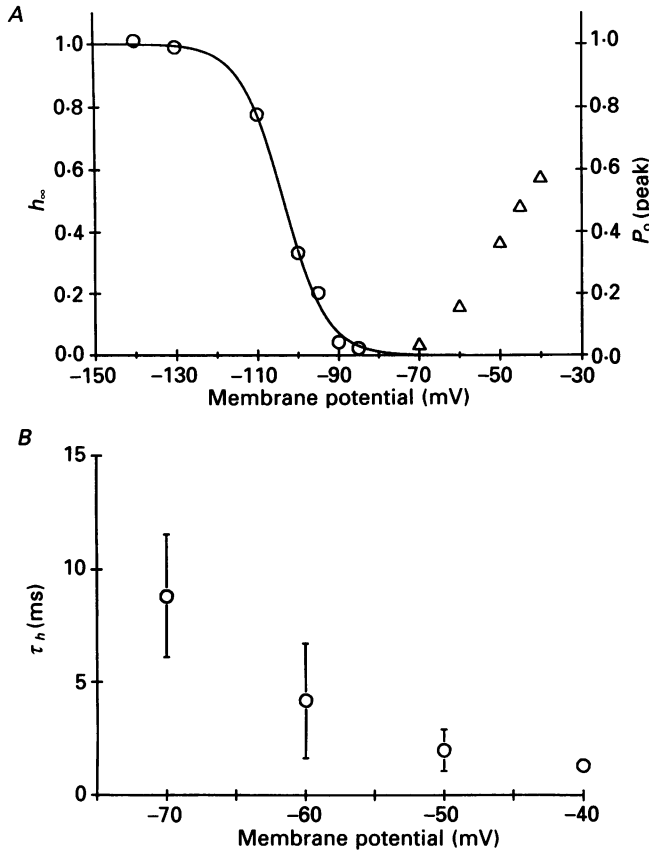 A
1·0
0·8
0·6
0·4
0·2
0·0
h∞
1·0
0·8
0·6
0·4
0·2
0·0
Po (peak)
−150 −130 −110 −90 −70 −50 −30
Membrane potential (mV)
B
15
10
5
0
τh (ms)
−70 −60 −50 −40
Membrane potential (mV)